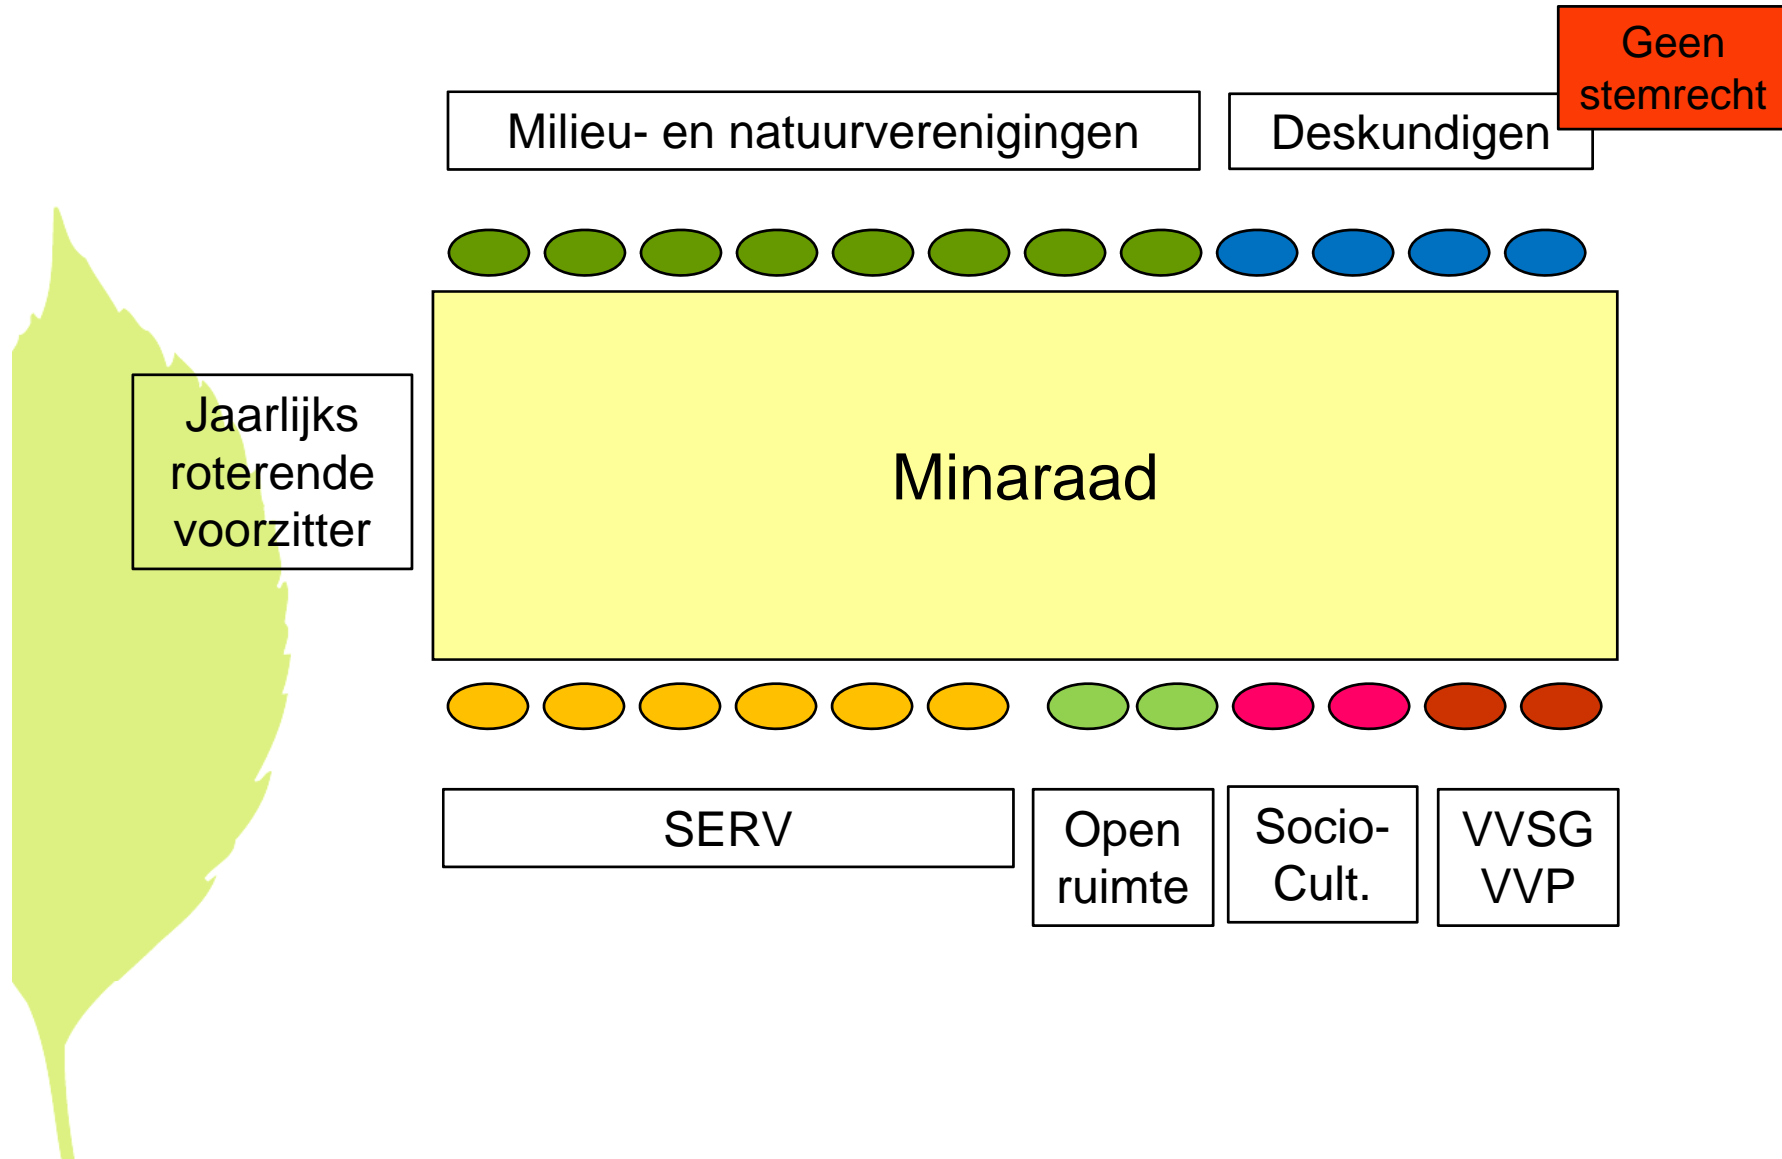 Geen
stemrecht
Milieu- en natuurverenigingen
Deskundigen
Jaarlijks
roterende
voorzitter
Minaraad
SERV
Open
ruimte
Socio-
Cult.
VVSG
VVP